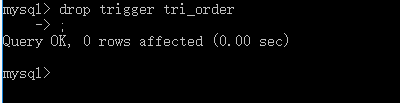 mysql> drop trigger tri_order
    -> ;
Query OK, 0 rows affected (0.00 sec)
mysql>